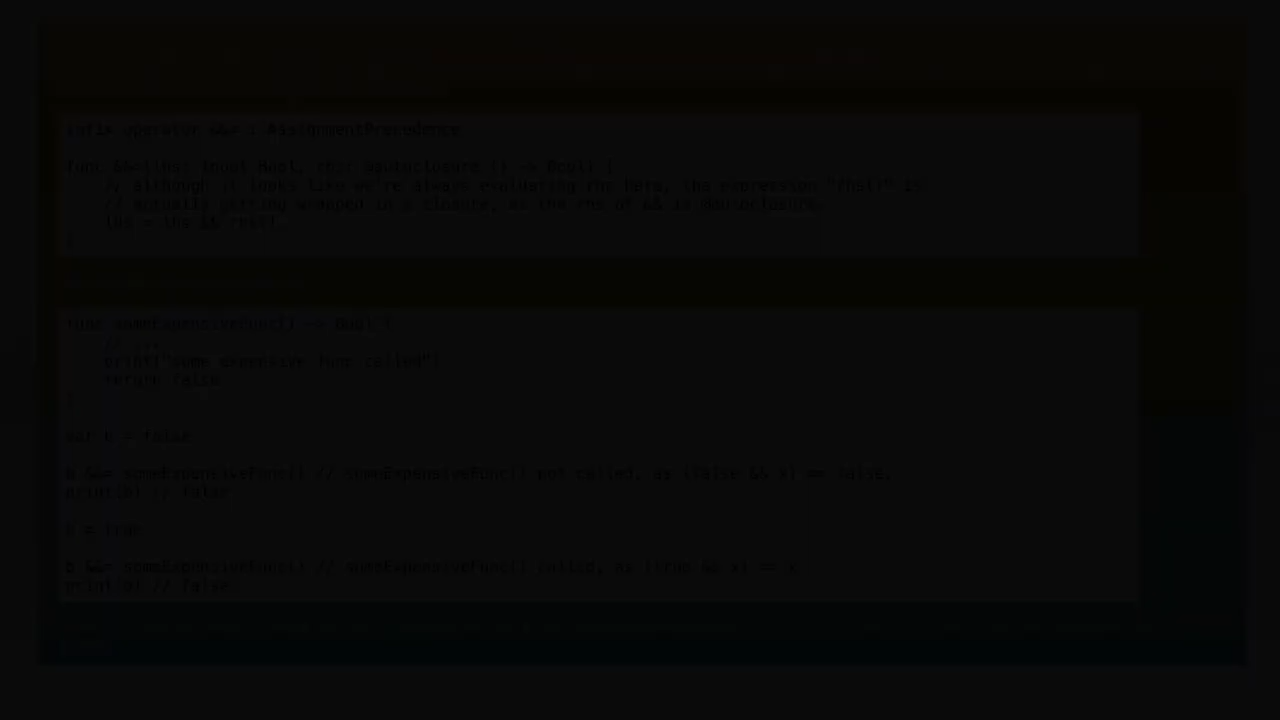 infix operator &&= : AssignmentPrecedence
func &&=(lhs: inout Bool, rhs: @autoclosure () -> Bool) {
    // although it looks like we're always evaluating rhs here, the expression "rhs()" is
    // actually getting wrapped in a closure, as the rhs of && is @autoclosure.
    lhs = lhs && rhs()
}
func someExpensiveFunc() -> Bool {
    // ...
    print("some expensive func called")
    return false
}
var b = false
b &&= someExpensiveFunc() // someExpensiveFunc() not called, as (false && x) == false.
print(b) // false
b = true
b &&= someExpensiveFunc() // someExpensiveFunc() called, as (true && x) == x
print(b) // false.